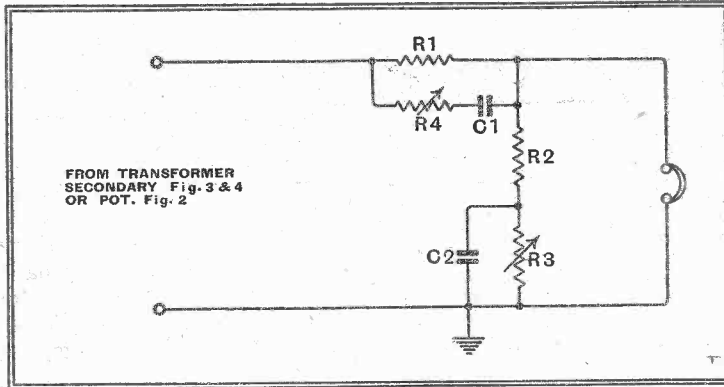 R1
R4
C1
R2
FROM TRANSFORMER
SECONDARY Fig. 3 & 4
OR POT. Fig. 2
C2
R3